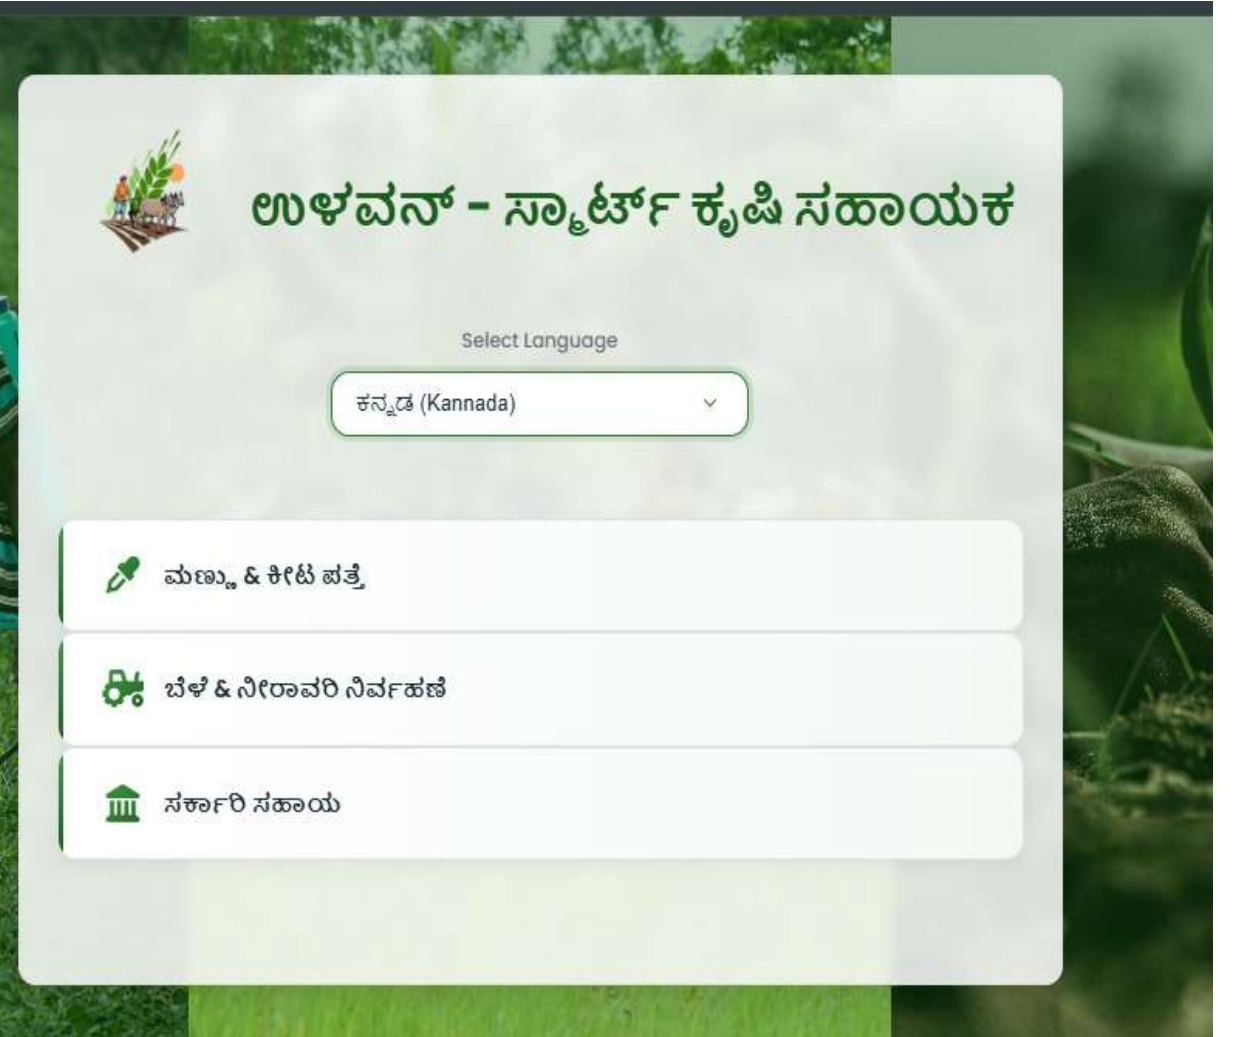 ಉಳವನ್ - ಸ್ಮಾರ್ಟ್ ಕೃಷಿ ಸಹಾಯಕ
Select Language
ಕನ್ನಡ (Kannada)
ಮಣ್ಣು & ಕೀಟ ಪತ್ತೆ
ಬೆಳೆ & ನೀರಾವರಿ ನಿರ್ವಹಣೆ
ಸರ್ಕಾರಿ ಸಹಾಯ